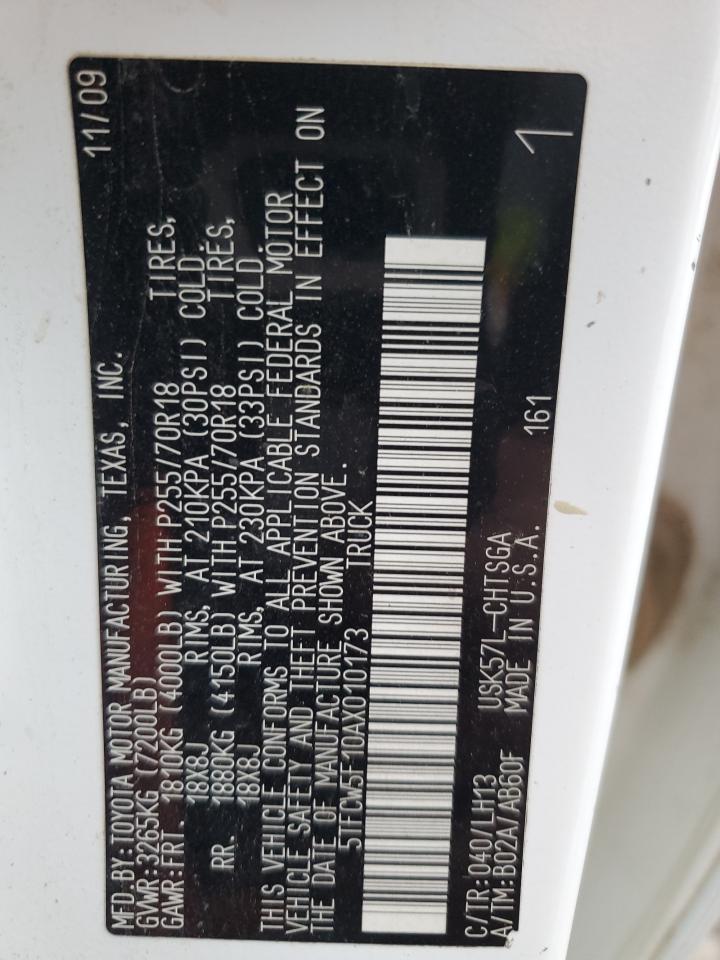 MFD.BY: TOYOTA MOTOR MANUFACTURING, TEXAS, INC. 11/09
GVWR: 3265KG (7200LB)
GAWR: FRT 1810KG (4000LB) WITH P255/70R18 TIRES,
18X8J RIMS, AT 210KPA (30PSI) COLD.
RR. 1880KG (4150LB) WITH P255/70R18 TIRES,
18X8J RIMS, AT 230KPA (33PSI) COLD.
THIS VEHICLE CONFORMS TO ALL APPLICABLE FEDERAL MOTOR
VEHICLE SAFETY AND THEFT PREVENTION STANDARDS IN EFFECT ON
THE DATE OF MANUFACTURE SHOWN ABOVE.
5TFCW5F10AX010173 TRUCK
C/TR: 040/LH13 USK57L-CHTSGA 161 1
A/TM: B02A/AB60F MADE IN U.S.A.